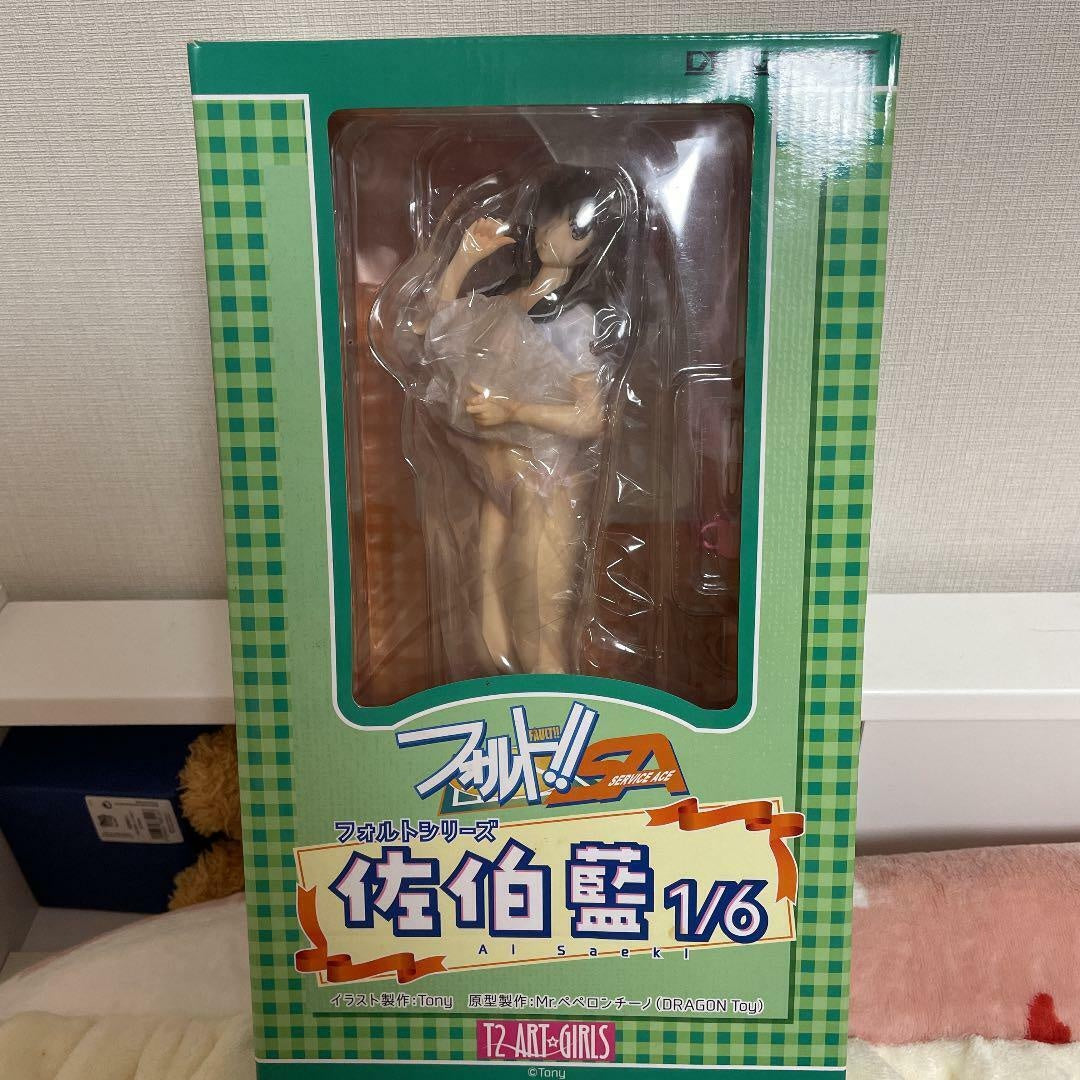 FAULT!!
フォルト!!
SA
SERVICE ACE
フォルトシリーズ
佐伯 藍 1/6
AI SaekI
イラスト製作:Tony 原型製作:Mr.ペペロンチーノ(DRAGON Toy)
T2 ART☆GIRLS
©Tony